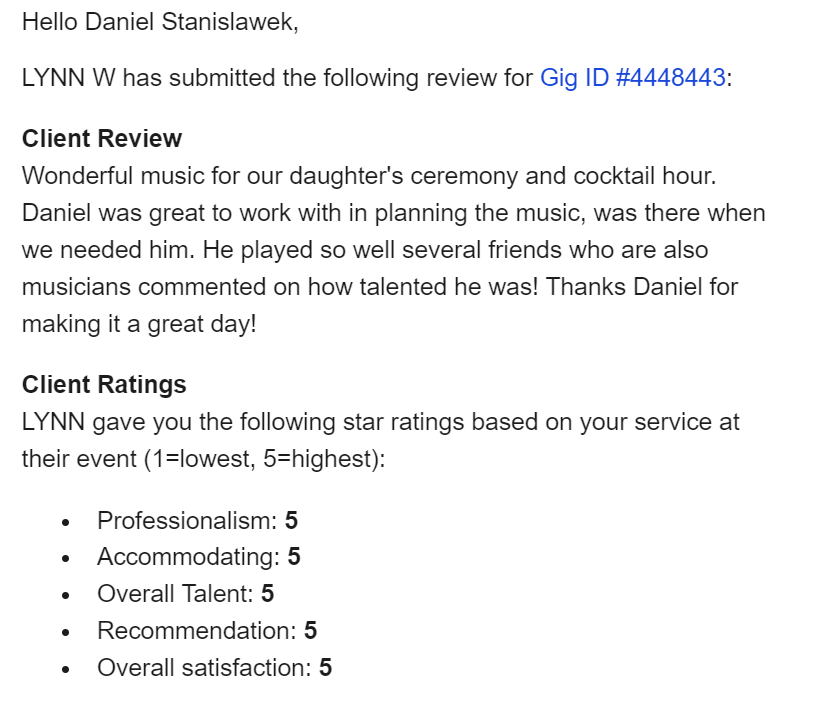 Hello Daniel Stanislawek,
LYNN W has submitted the following review for Gig ID #4448443:
Client Review
Wonderful music for our daughter's ceremony and cocktail hour.
Daniel was great to work with in planning the music, was there when
we needed him. He played so well several friends who are also
musicians commented on how talented he was! Thanks Daniel for
making it a great day!
Client Ratings
LYNN gave you the following star ratings based on your service at
their event (1=lowest, 5=highest):
• Professionalism: 5
• Accommodating: 5
• Overall Talent: 5
• Recommendation: 5
• Overall satisfaction: 5